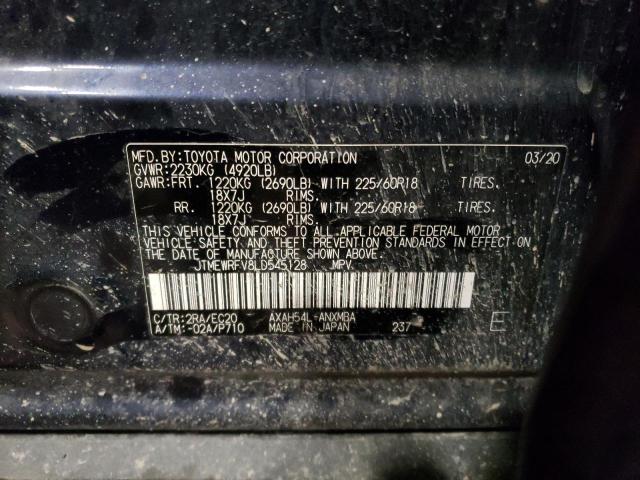 MFD.BY:TOYOTA MOTOR CORPORATION 03/20
GVWR:2230KG (4920LB)
GAWR:FRT. 1220KG (2690LB) WITH 225/60R18 TIRES.
18X7J RIMS.
RR. 1220KG (2690LB) WITH 225/60R18 TIRES.
18X7J RIMS.
THIS VEHICLE CONFORMS TO ALL APPLICABLE FEDERAL MOTOR
VEHICLE SAFETY AND THEFT PREVENTION STANDARDS IN EFFECT ON
THE DATE OF MANUFACTURE SHOWN ABOVE.
JTMEWRFV8LD545128 MPV
C/TR:2RA/EC20 AXAH54L-ANXMBA
A/TM:-02A/P710 MADE IN JAPAN 237 E